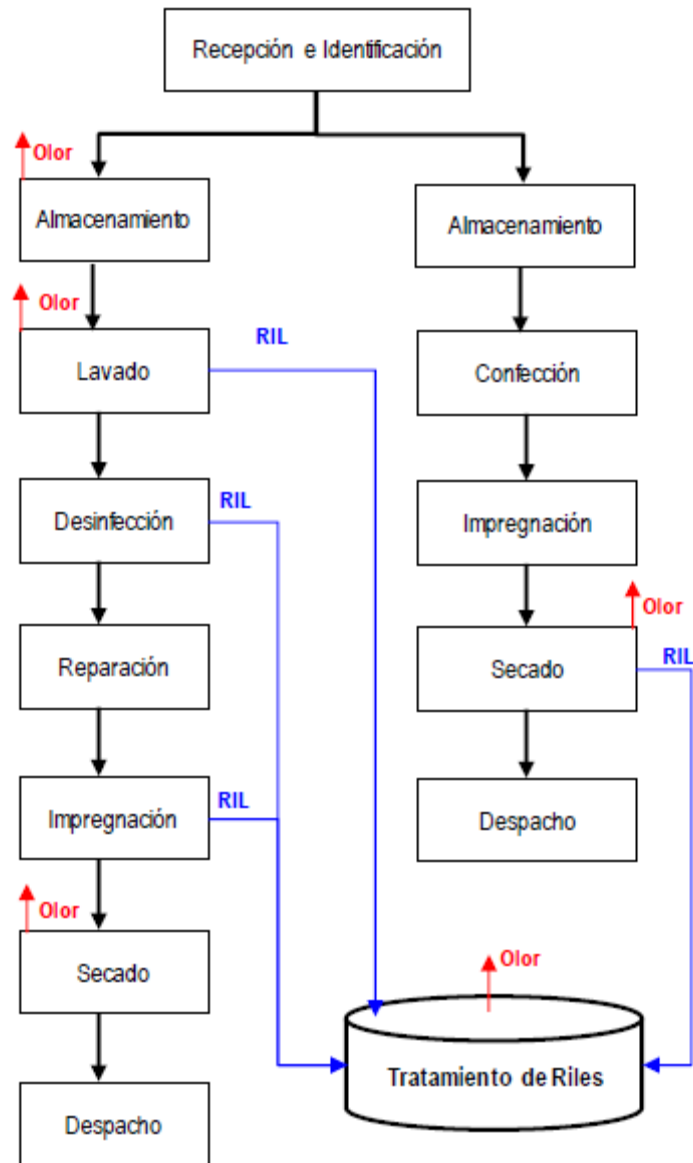 Recepción e Identificación
Olor
Almacenamiento
Almacenamiento
Olor
RIL
Lavado
Confección
RIL
Desinfección
Impregnación
Olor
Reparación
Secado
RIL
RIL
Impregnación
Despacho
Olor
Secado
Olor
Tratamiento de Riles
Despacho